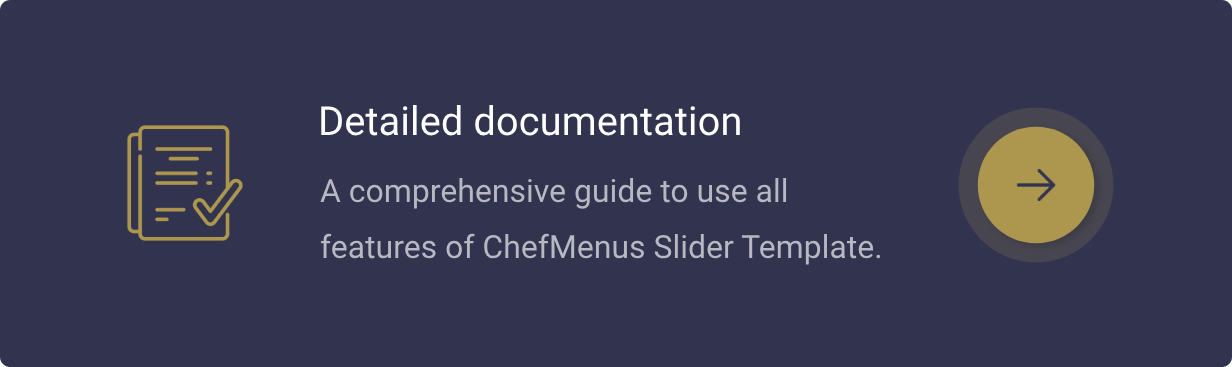 Detailed documentation
A comprehensive guide to use all
features of ChefMenus Slider Template.